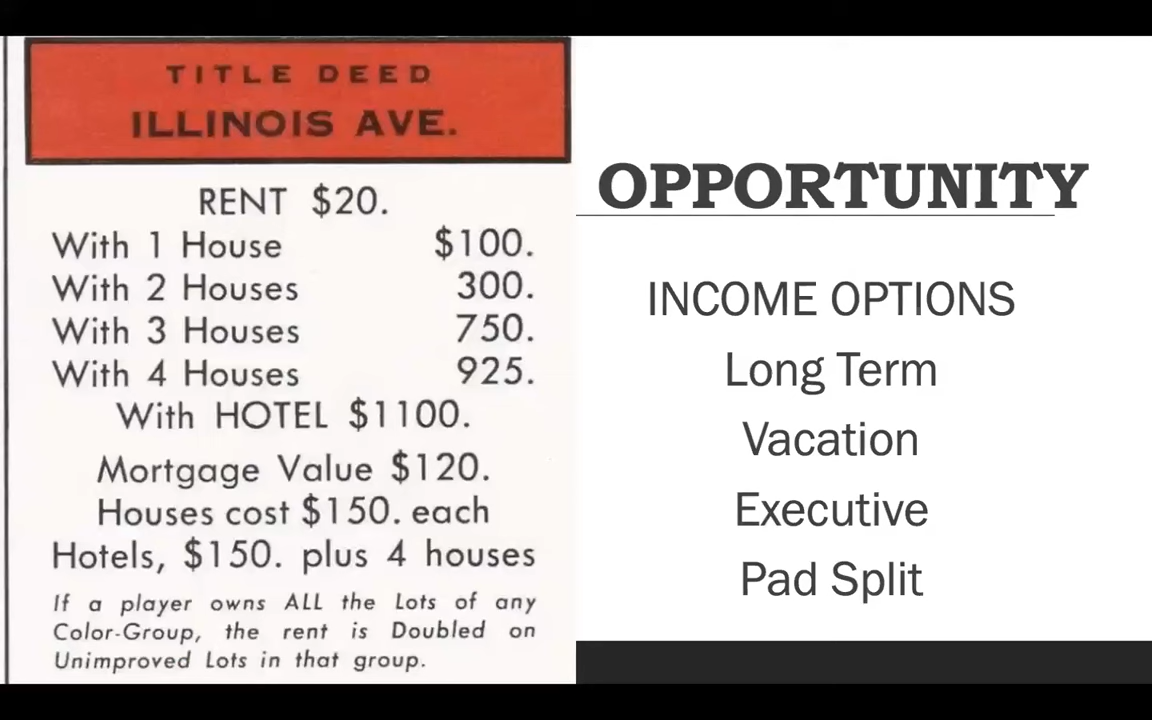 TITLE DEED
ILLINOIS AVE.
RENT $20.
With 1 House $100.
With 2 Houses 300.
With 3 Houses 750.
With 4 Houses 925.
With HOTEL $1100.
Mortgage Value $120.
Houses cost $150. each
Hotels, $150. plus 4 houses
If a player owns ALL the Lots of any
Color-Group, the rent is Doubled on
Unimproved Lots in that group.
OPPORTUNITY
INCOME OPTIONS
Long Term
Vacation
Executive
Pad Split